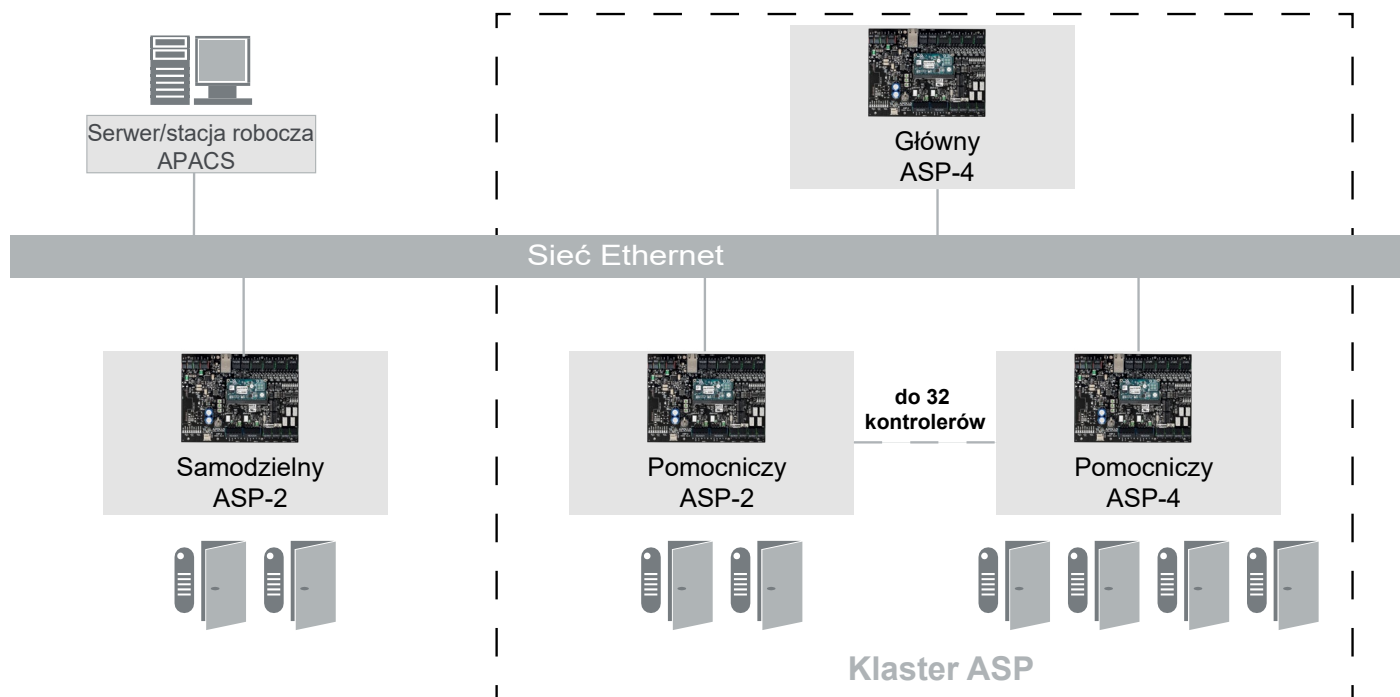 Serwer/stacja robocza
APACS
Główny
ASP-4
Sieć Ethernet
Samodzielny
ASP-2
Pomocniczy
ASP-2
do 32
kontrolerów
Pomocniczy
ASP-4
Klaster ASP